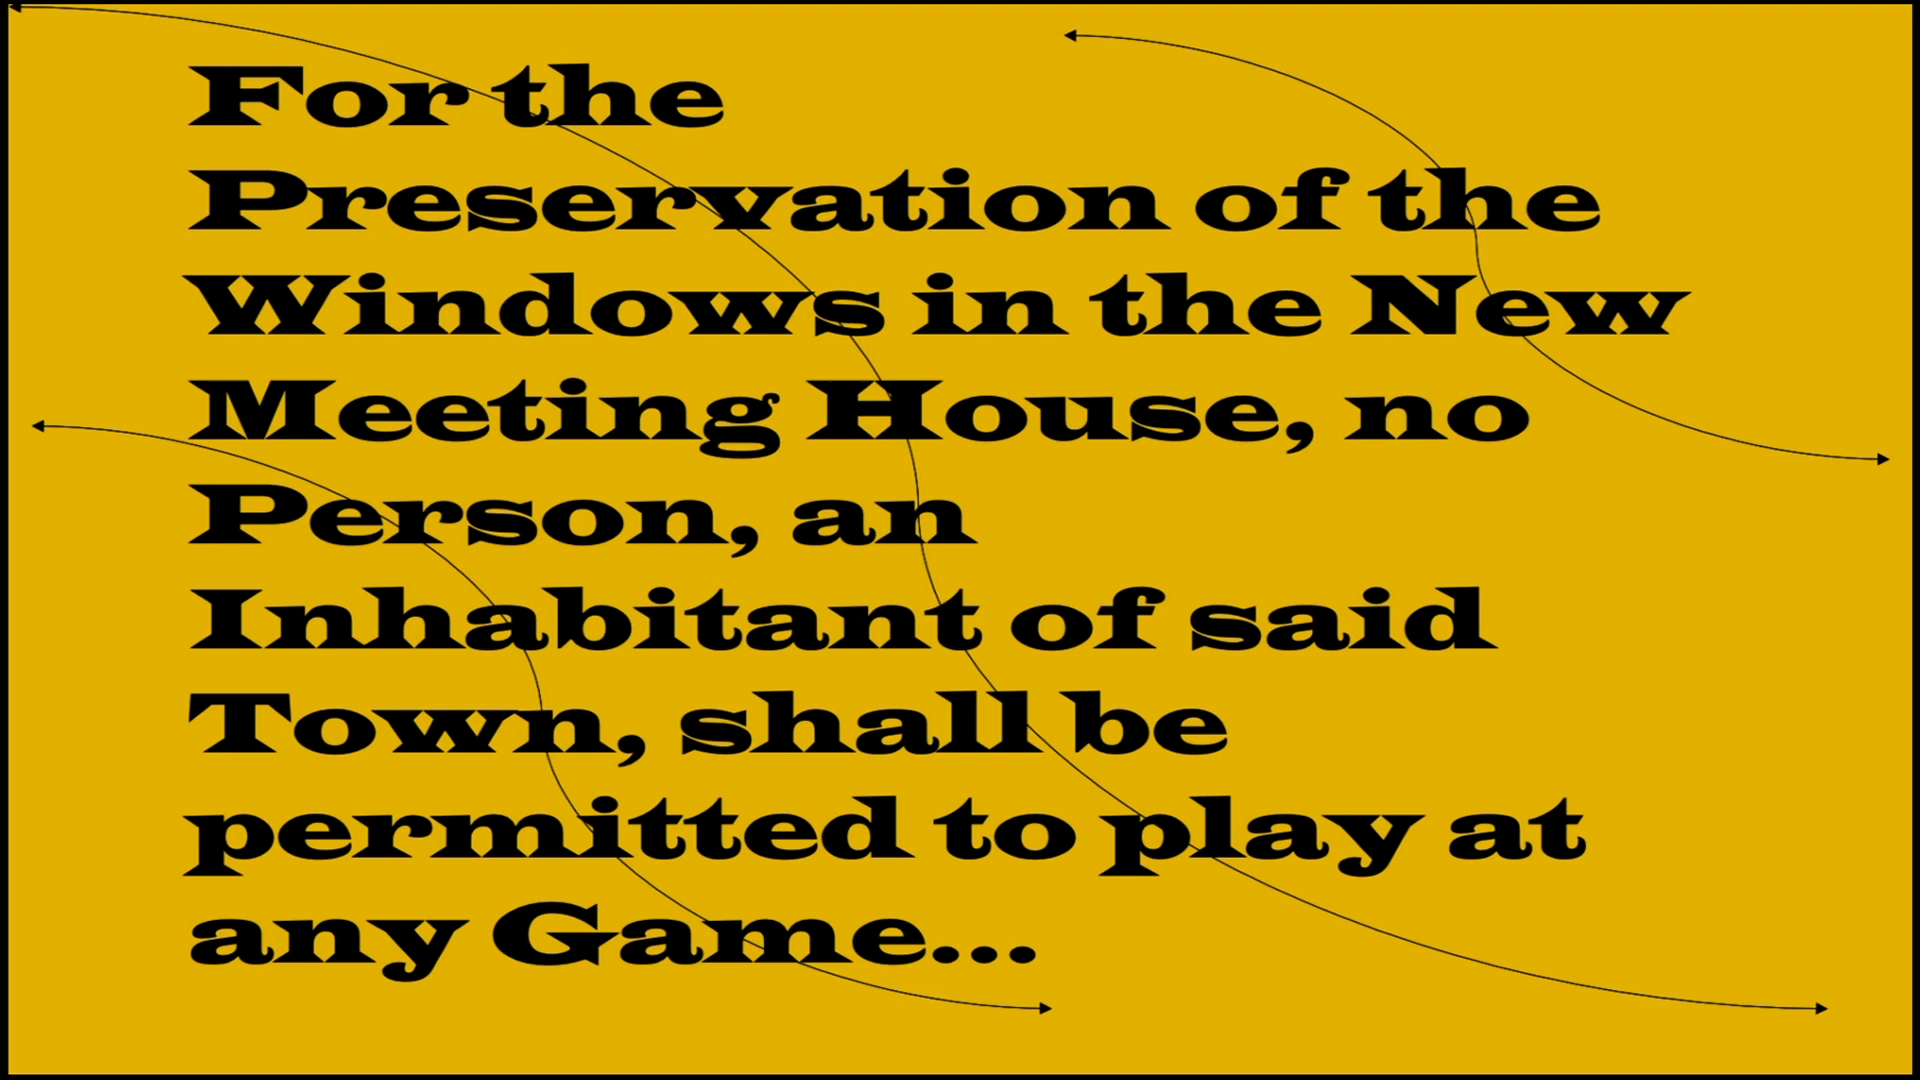 For the
Preservation of the
Windows in the New
Meeting House, no
Person, an
Inhabitant of said
Town, shall be
permitted to play at
any Game...